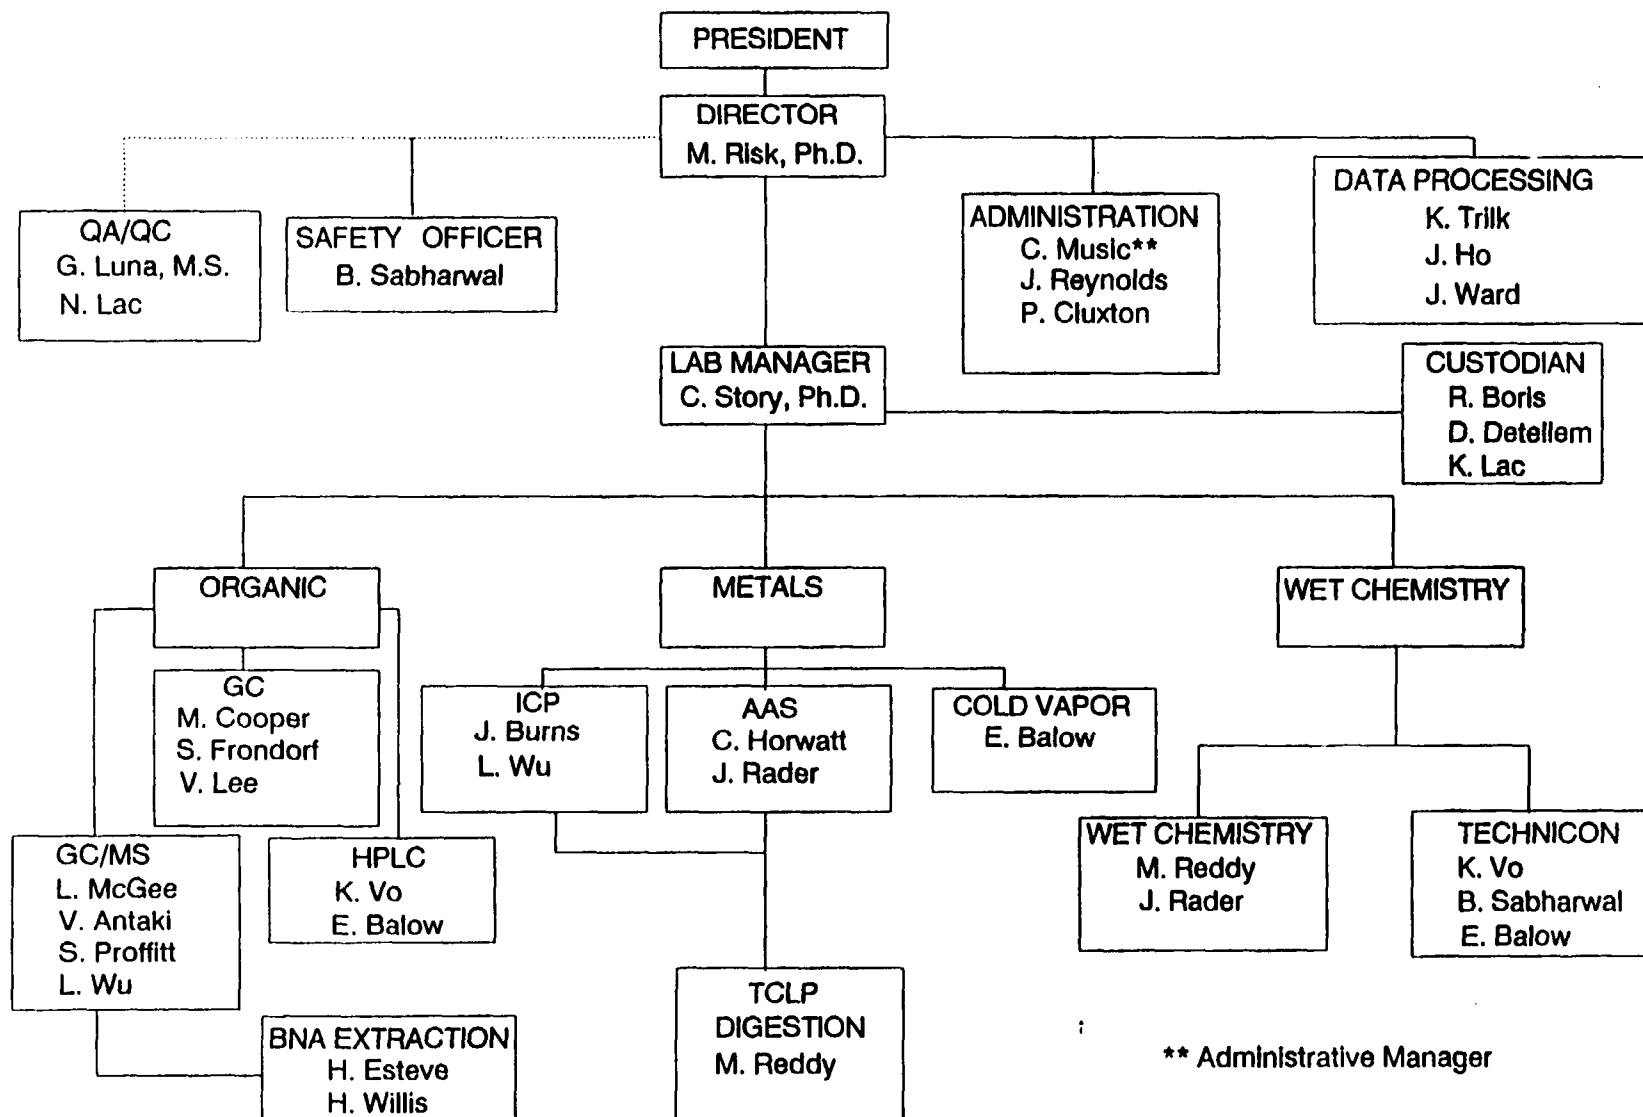 PRESIDENT
DIRECTOR
M. Risk, Ph.D.
QA/QC
G. Luna, M.S.
N. Lac
SAFETY OFFICER
B. Sabharwal
ADMINISTRATION
C. Music**
J. Reynolds
P. Cluxton
DATA PROCESSING
K. Trilk
J. Ho
J. Ward
LAB MANAGER
C. Story, Ph.D.
CUSTODIAN
R. Boris
D. Detellem
K. Lac
ORGANIC
METALS
WET CHEMISTRY
GC
M. Cooper
S. Frondorf
V. Lee
ICP
J. Burns
L. Wu
AAS
C. Horwatt
J. Rader
COLD VAPOR
E. Balow
GC/MS
L. McGee
V. Antaki
S. Proffitt
L. Wu
HPLC
K. Vo
E. Balow
WET CHEMISTRY
M. Reddy
J. Rader
TECHNICON
K. Vo
B. Sabharwal
E. Balow
BNA EXTRACTION
H. Esteve
H. Willis
TCLP
DIGESTION
M. Reddy
** Administrative Manager